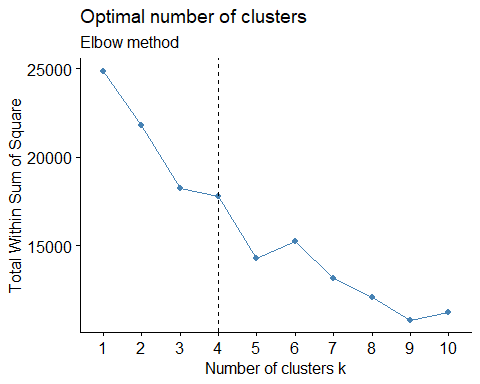 Optimal number of clusters
Elbow method
25000
20000
15000
Total Within Sum of Square
1 2 3 4 5 6 7 8 9 10
Number of clusters k